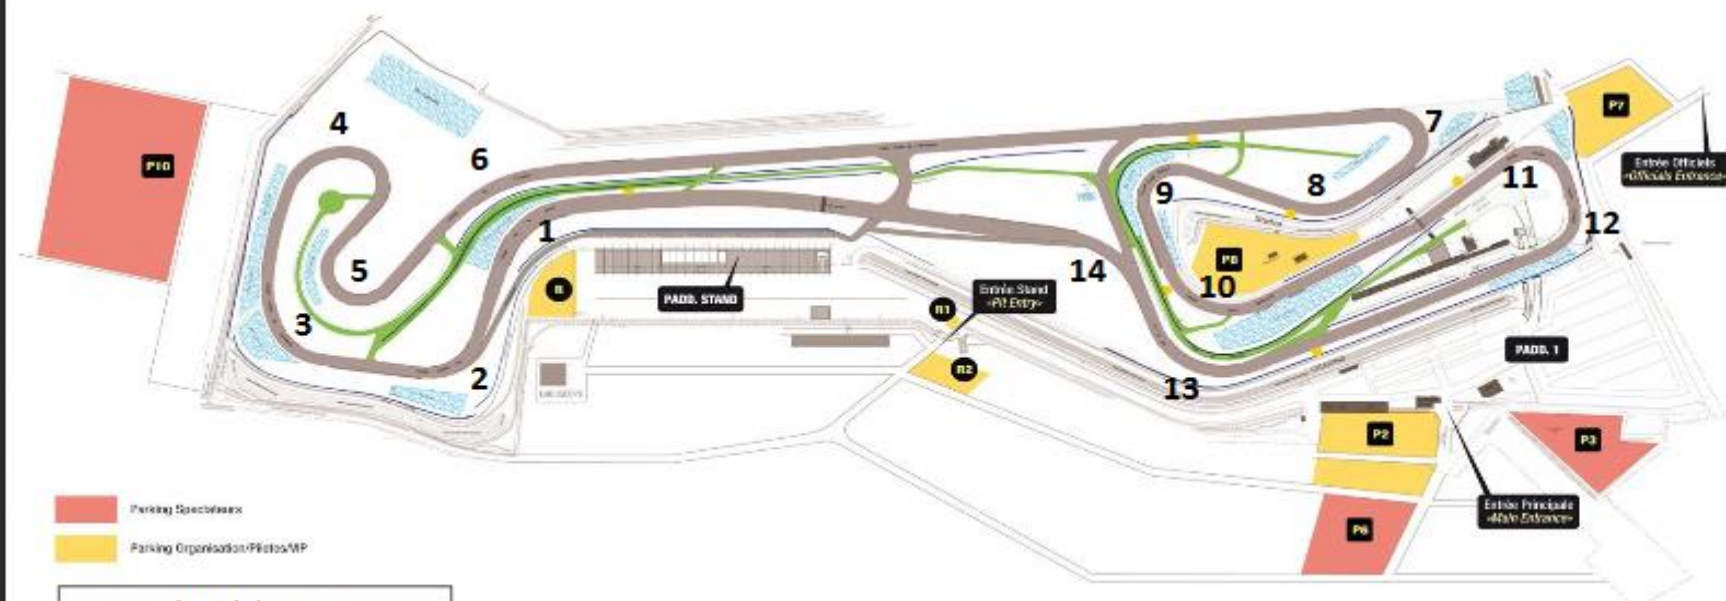 4
6
7
P7
P10
Entrée Officiels
«Officials Entrance»
8
9
11
1
12
5
P8
14
10
R
PADD. STAND
Entrée Stand
«Pit Entry»
3
R1
PADD. 1
R2
2
13
P2
P3
Entrée Principale
«Main Entrance»
P6
Parking Spectateurs
Parking Organisation/Pilotes/VIP